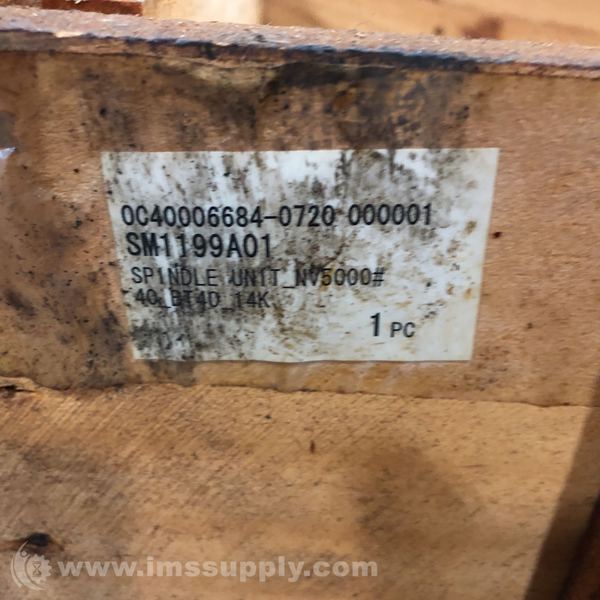 0C40006684-0720 000001
SM1199A01
SPINDLE UNIT_NV5000#
40_BT40_14K
1 PC
www.imssupply.com